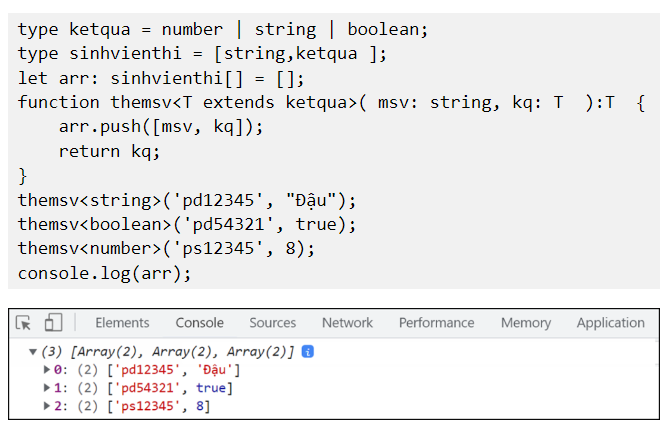 type ketqua = number | string | boolean;
type sinhvienthi = [string,ketqua ];
let arr: sinhvienthi[] = [];
function themsv<T extends ketqua>( msv: string, kq: T  ):T  {
    arr.push([msv, kq]);
    return kq;
}
themsv<string>('pd12345', "Đậu");
themsv<boolean>('pd54321', true);
themsv<number>('ps12345', 8);
console.log(arr);
Elements Console Sources Network Performance Memory Application
▼ (3) [Array(2), Array(2), Array(2)] i
▶ 0: (2) ['pd12345', 'Đậu']
▶ 1: (2) ['pd54321', true]
▶ 2: (2) ['ps12345', 8]